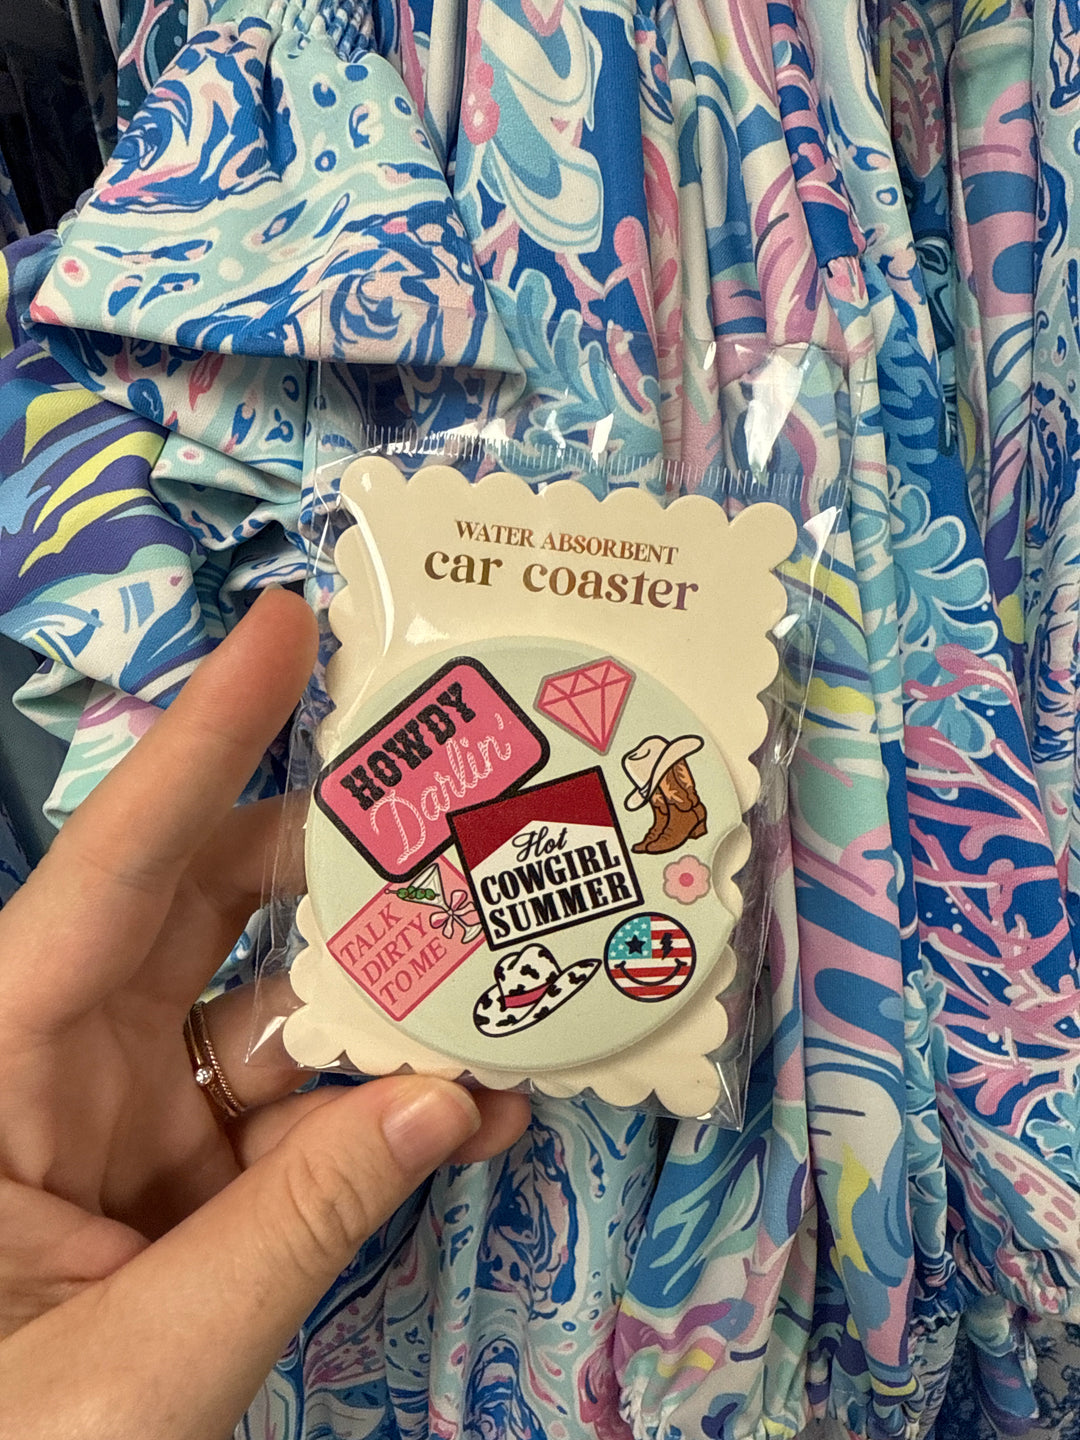 WATER ABSORBENT
car coaster
HOWDY
Darlin'
Hot
COWGIRL
SUMMER
TALK
DIRTY
TO ME